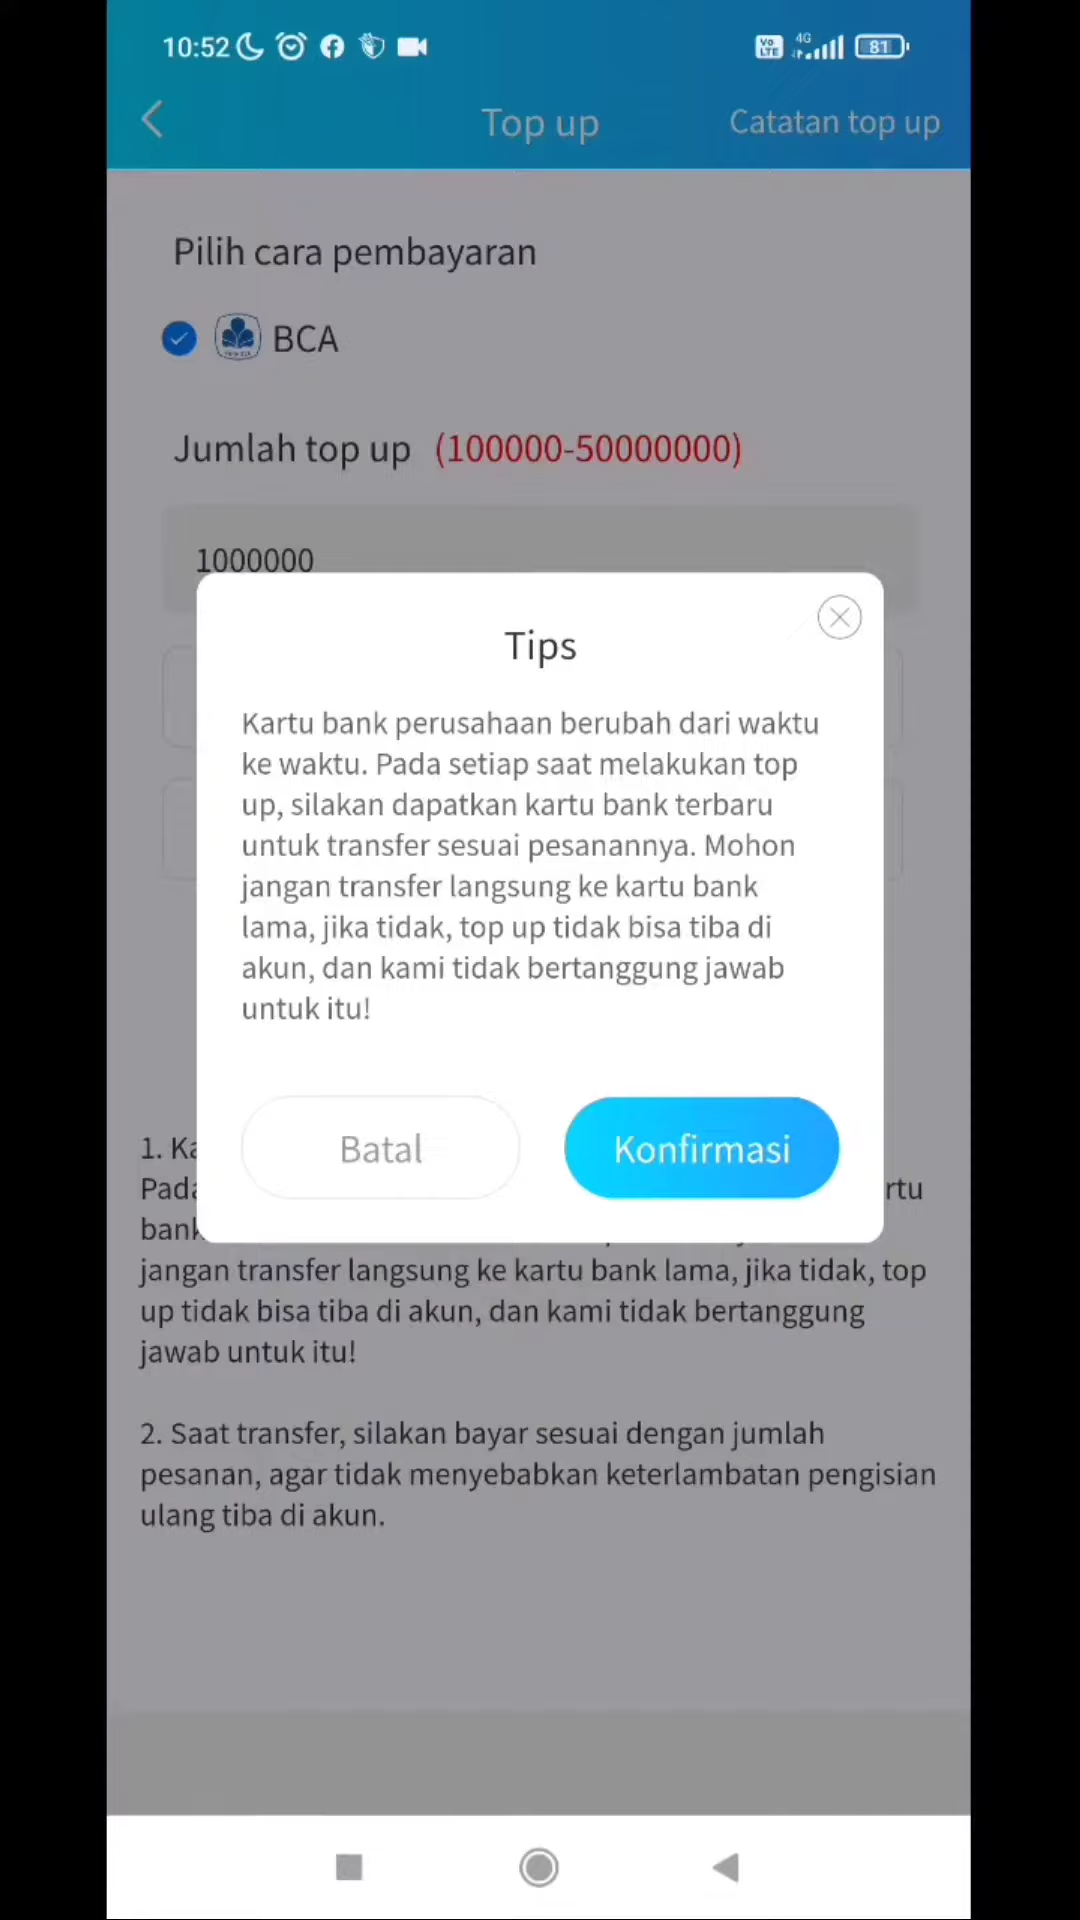 10:52
4G
81
Top up
Catatan top up
Pilih cara pembayaran
BCA
Jumlah top up (100000-50000000)
1000000
Tips
Kartu bank perusahaan berubah dari waktu
ke waktu. Pada setiap saat melakukan top
up, silakan dapatkan kartu bank terbaru
untuk transfer sesuai pesanannya. Mohon
jangan transfer langsung ke kartu bank
lama, jika tidak, top up tidak bisa tiba di
akun, dan kami tidak bertanggung jawab
untuk itu!
Batal
Konfirmasi
1. Ka
Pada
rtu
bank
jangan transfer langsung ke kartu bank lama, jika tidak, top
up tidak bisa tiba di akun, dan kami tidak bertanggung
jawab untuk itu!
2. Saat transfer, silakan bayar sesuai dengan jumlah
pesanan, agar tidak menyebabkan keterlambatan pengisian
ulang tiba di akun.